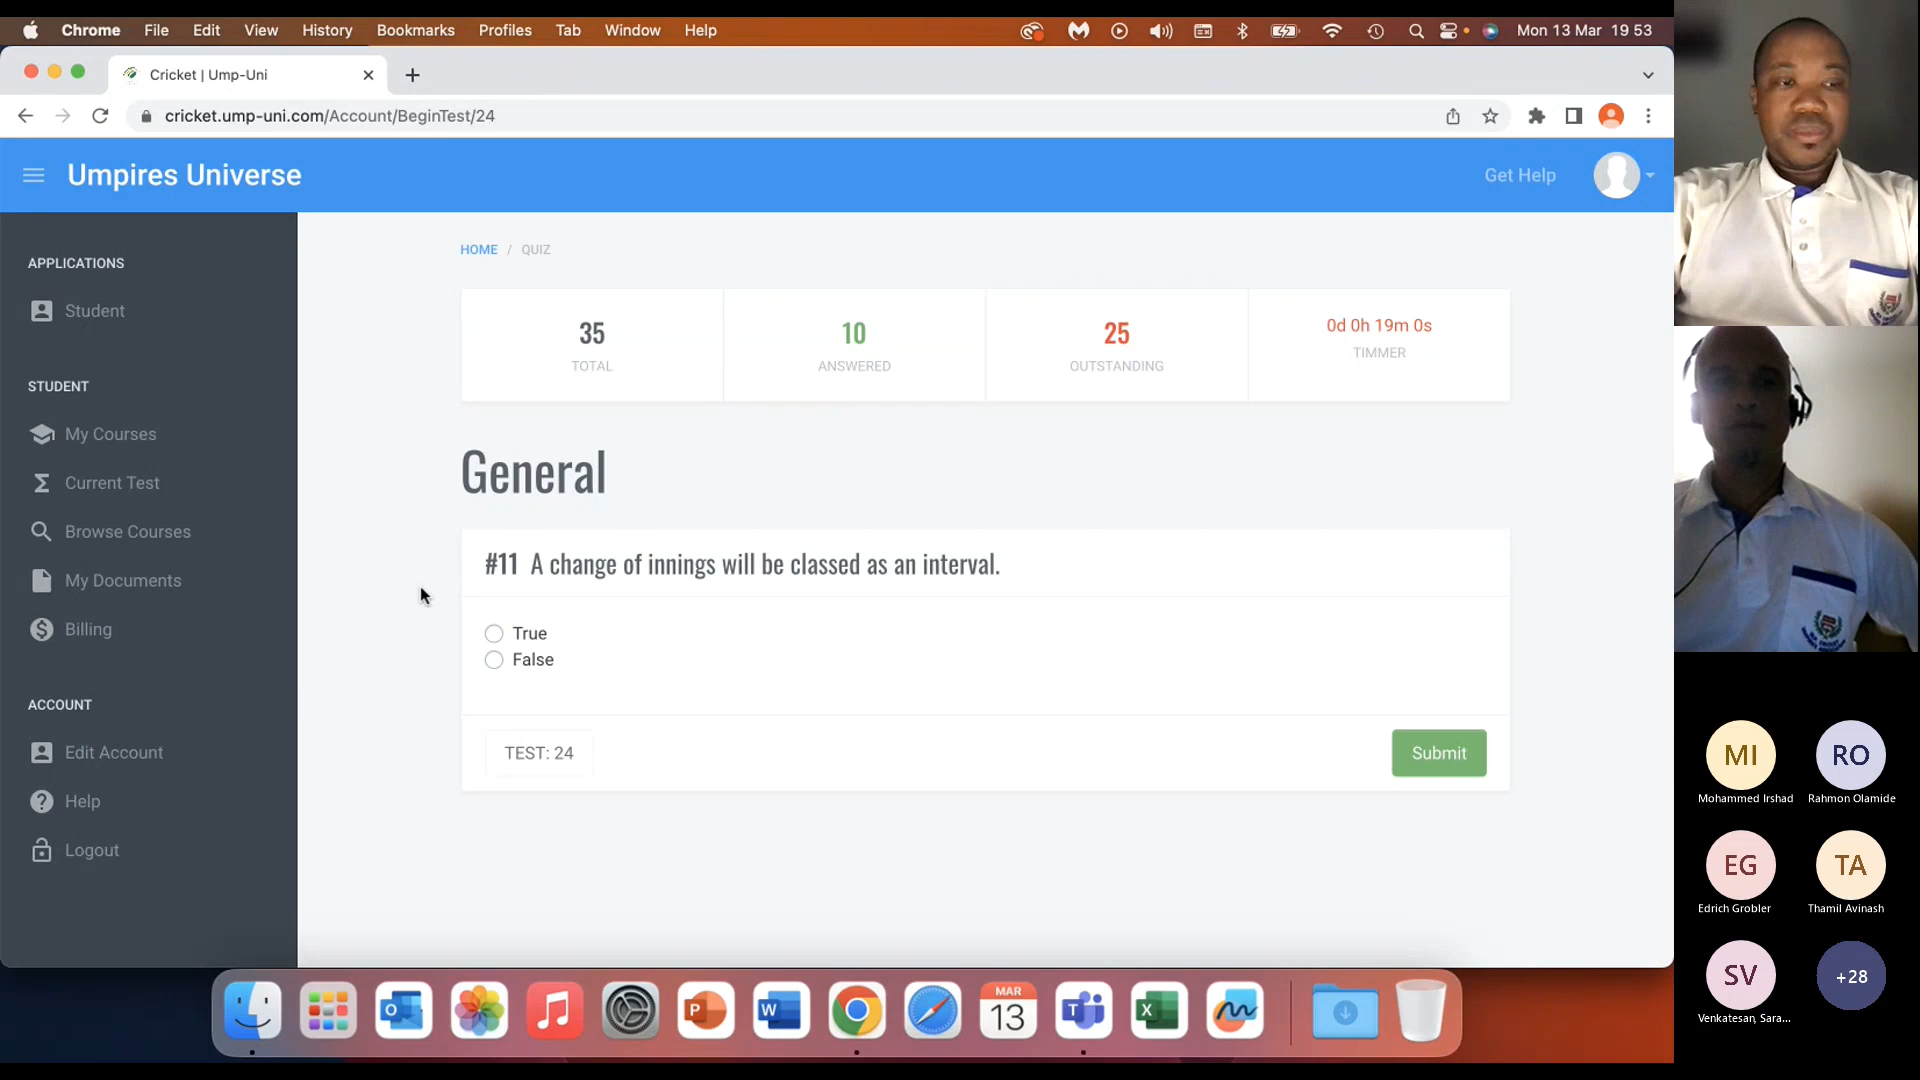 Chrome File Edit View History Bookmarks Profiles Tab Window Help Mon 13 Mar 19 53
Cricket | Ump-Uni
cricket.ump-uni.com/Account/BeginTest/24
Umpires Universe
Get Help
APPLICATIONS
Student
STUDENT
My Courses
Current Test
Browse Courses
My Documents
Billing
ACCOUNT
Edit Account
Help
Logout
HOME / QUIZ
35
TOTAL
10
ANSWERED
25
OUTSTANDING
0d 0h 19m 0s
TIMMER
General
#11 A change of innings will be classed as an interval.
True
False
TEST: 24
Submit
MAR
13
MI
Mohammed Irshad
RO
Rahmon Olamide
EG
Edrich Grobler
TA
Thamil Avinash
SV
Venkatesan, Sara...
+28